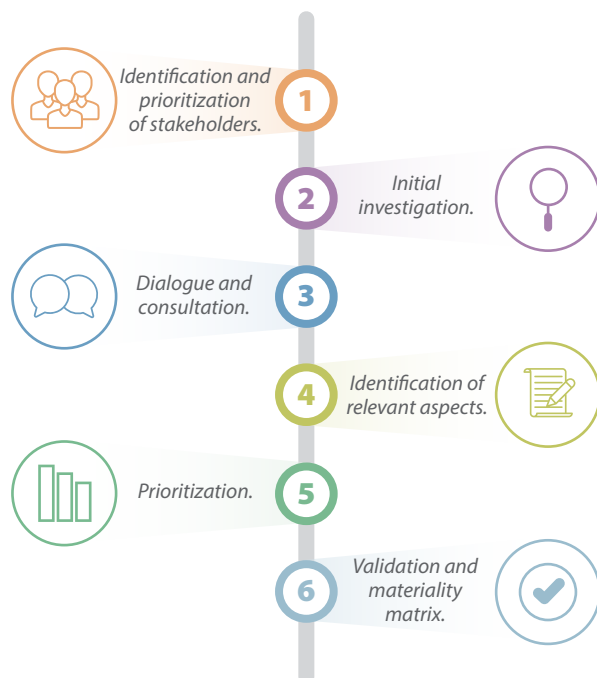 Identification and
prioritization
of stakeholders.
1
2
Initial
investigation.
Dialogue and
consultation.
3
4
Identification of
relevant aspects.
Prioritization.
5
6
Validation and
materiality
matrix.